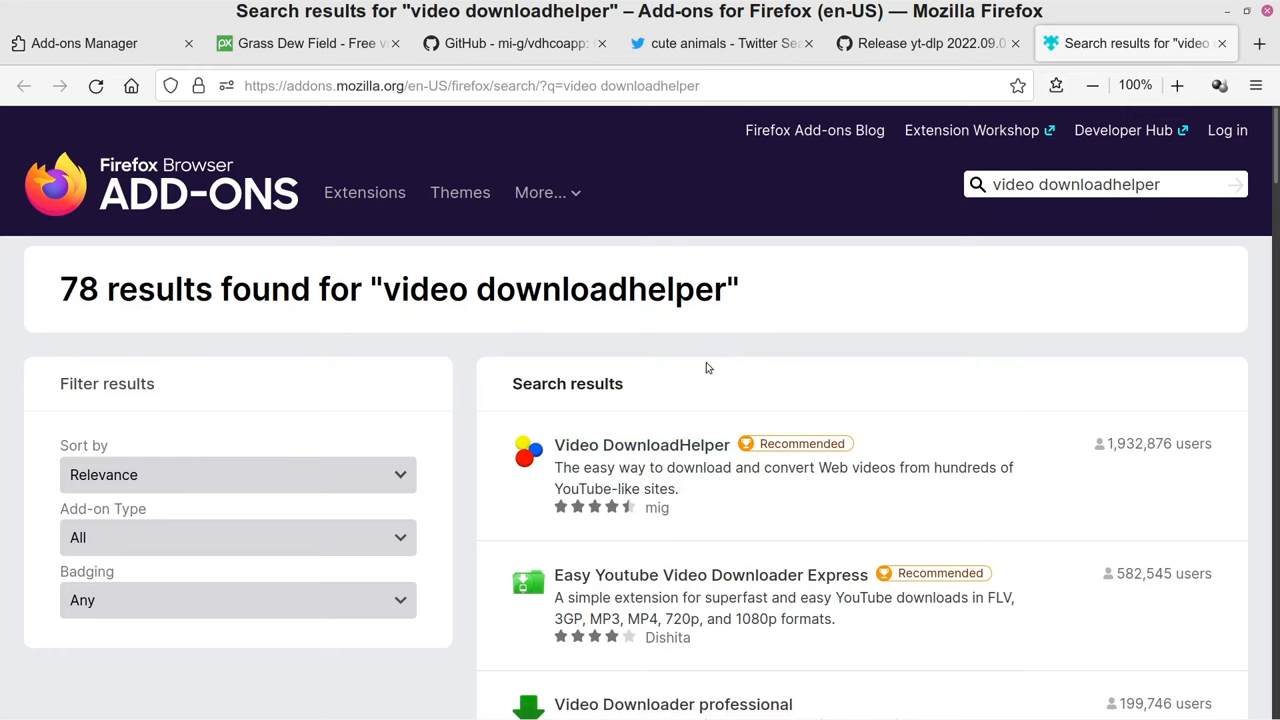 Search results for "video downloadhelper" – Add-ons for Firefox (en-US) — Mozilla Firefox
Add-ons Manager
Grass Dew Field - Free v
GitHub - mi-g/vdhcoapp:
cute animals - Twitter Sea
Release yt-dlp 2022.09.0
Search results for "video
https://addons.mozilla.org/en-US/firefox/search/?q=video downloadhelper
100%
Firefox Add-ons Blog
Extension Workshop
Developer Hub
Log in
Firefox Browser
ADD-ONS
Extensions
Themes
More...
video downloadhelper
78 results found for "video downloadhelper"
Filter results
Sort by
Relevance
Add-on Type
All
Badging
Any
Search results
Video DownloadHelper Recommended 1,932,876 users
The easy way to download and convert Web videos from hundreds of
YouTube-like sites.
mig
Easy Youtube Video Downloader Express Recommended 582,545 users
A simple extension for superfast and easy YouTube downloads in FLV,
3GP, MP3, MP4, 720p, and 1080p formats.
Dishita
Video Downloader professional 199,746 users